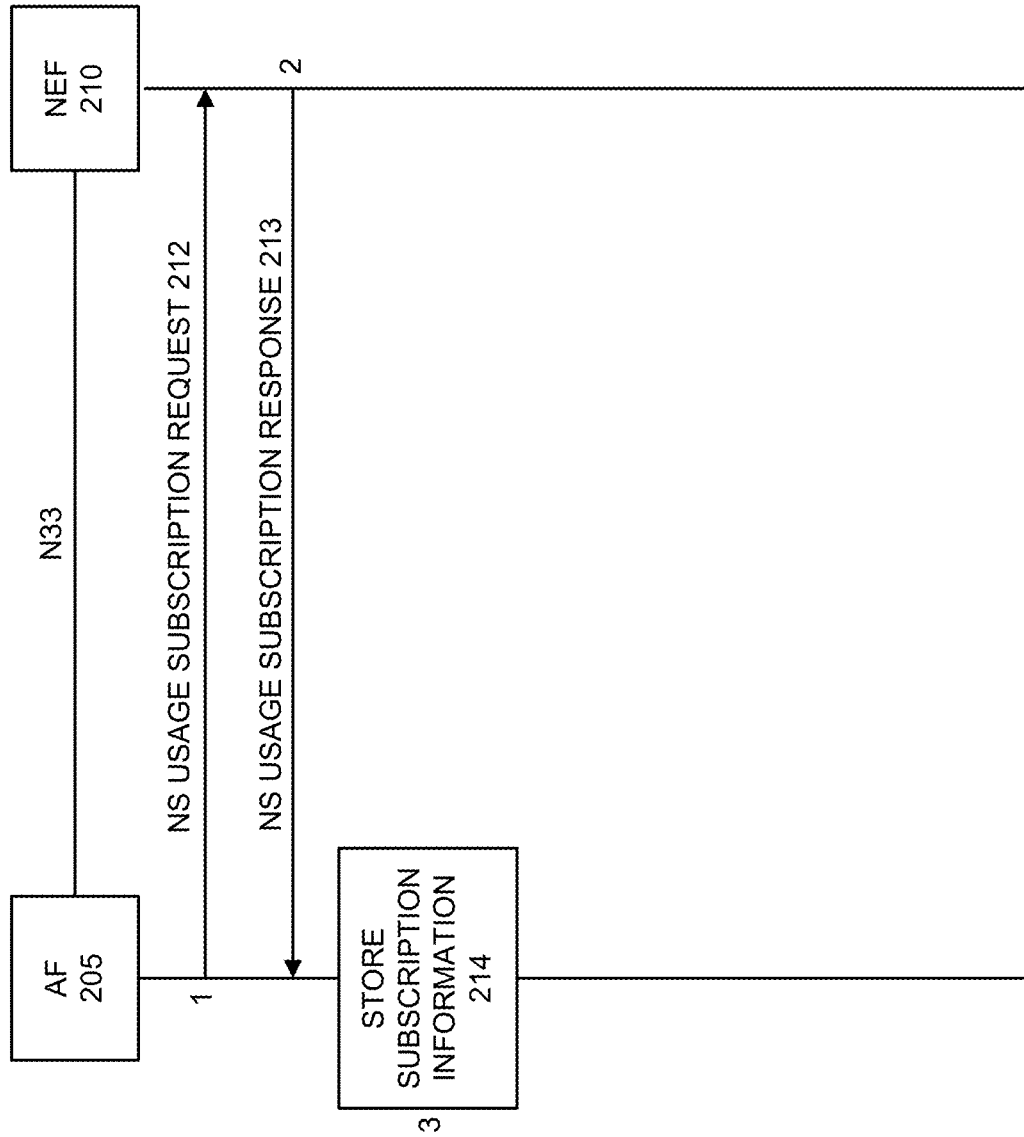 AF
205
N33
NEF
210
1
NS USAGE SUBSCRIPTION REQUEST 212
NS USAGE SUBSCRIPTION RESPONSE 213
2
3
STORE
SUBSCRIPTION
INFORMATION
214